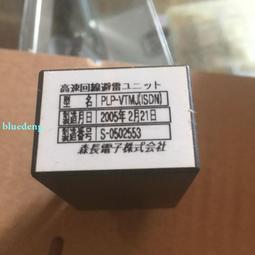 高速回線避雷ユニット
型 名 PLP-VTMJ(ISDN)
製造月日 2005年 2月21日
製造番号 S-0502553
森長電子株式会社
bluedeng